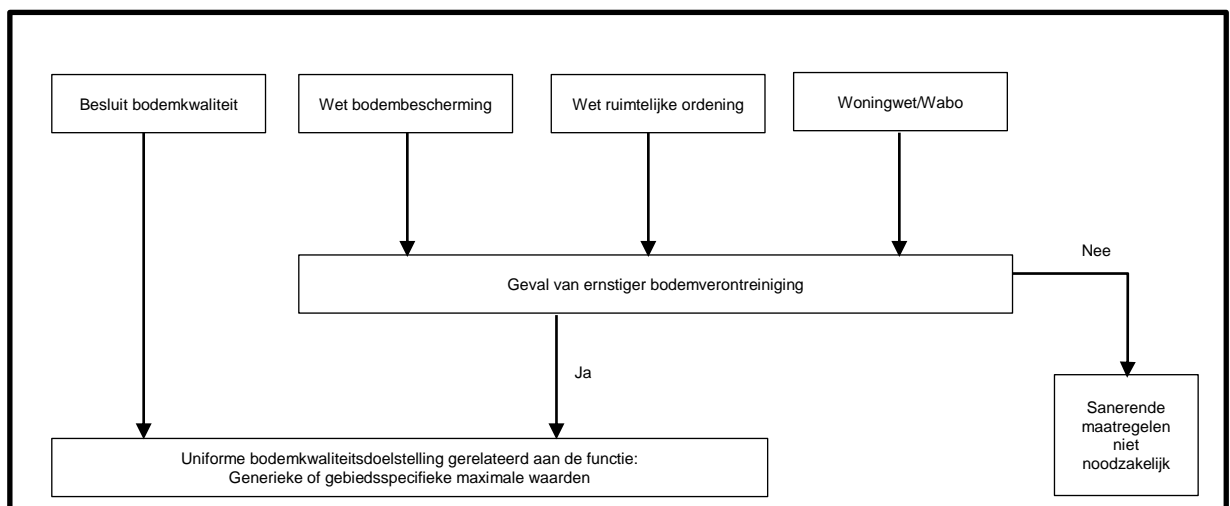 Besluit bodemkwaliteit
Wet bodembescherming
Wet ruimtelijke ordening
Woningwet/Wabo
Nee
Geval van ernstiger bodemverontreiniging
Ja
Sanerende
maatregelen
niet
noodzakelijk
Uniforme bodemkwaliteitsdoelstelling gerelateerd aan de functie:
Generieke of gebiedsspecifieke maximale waarden